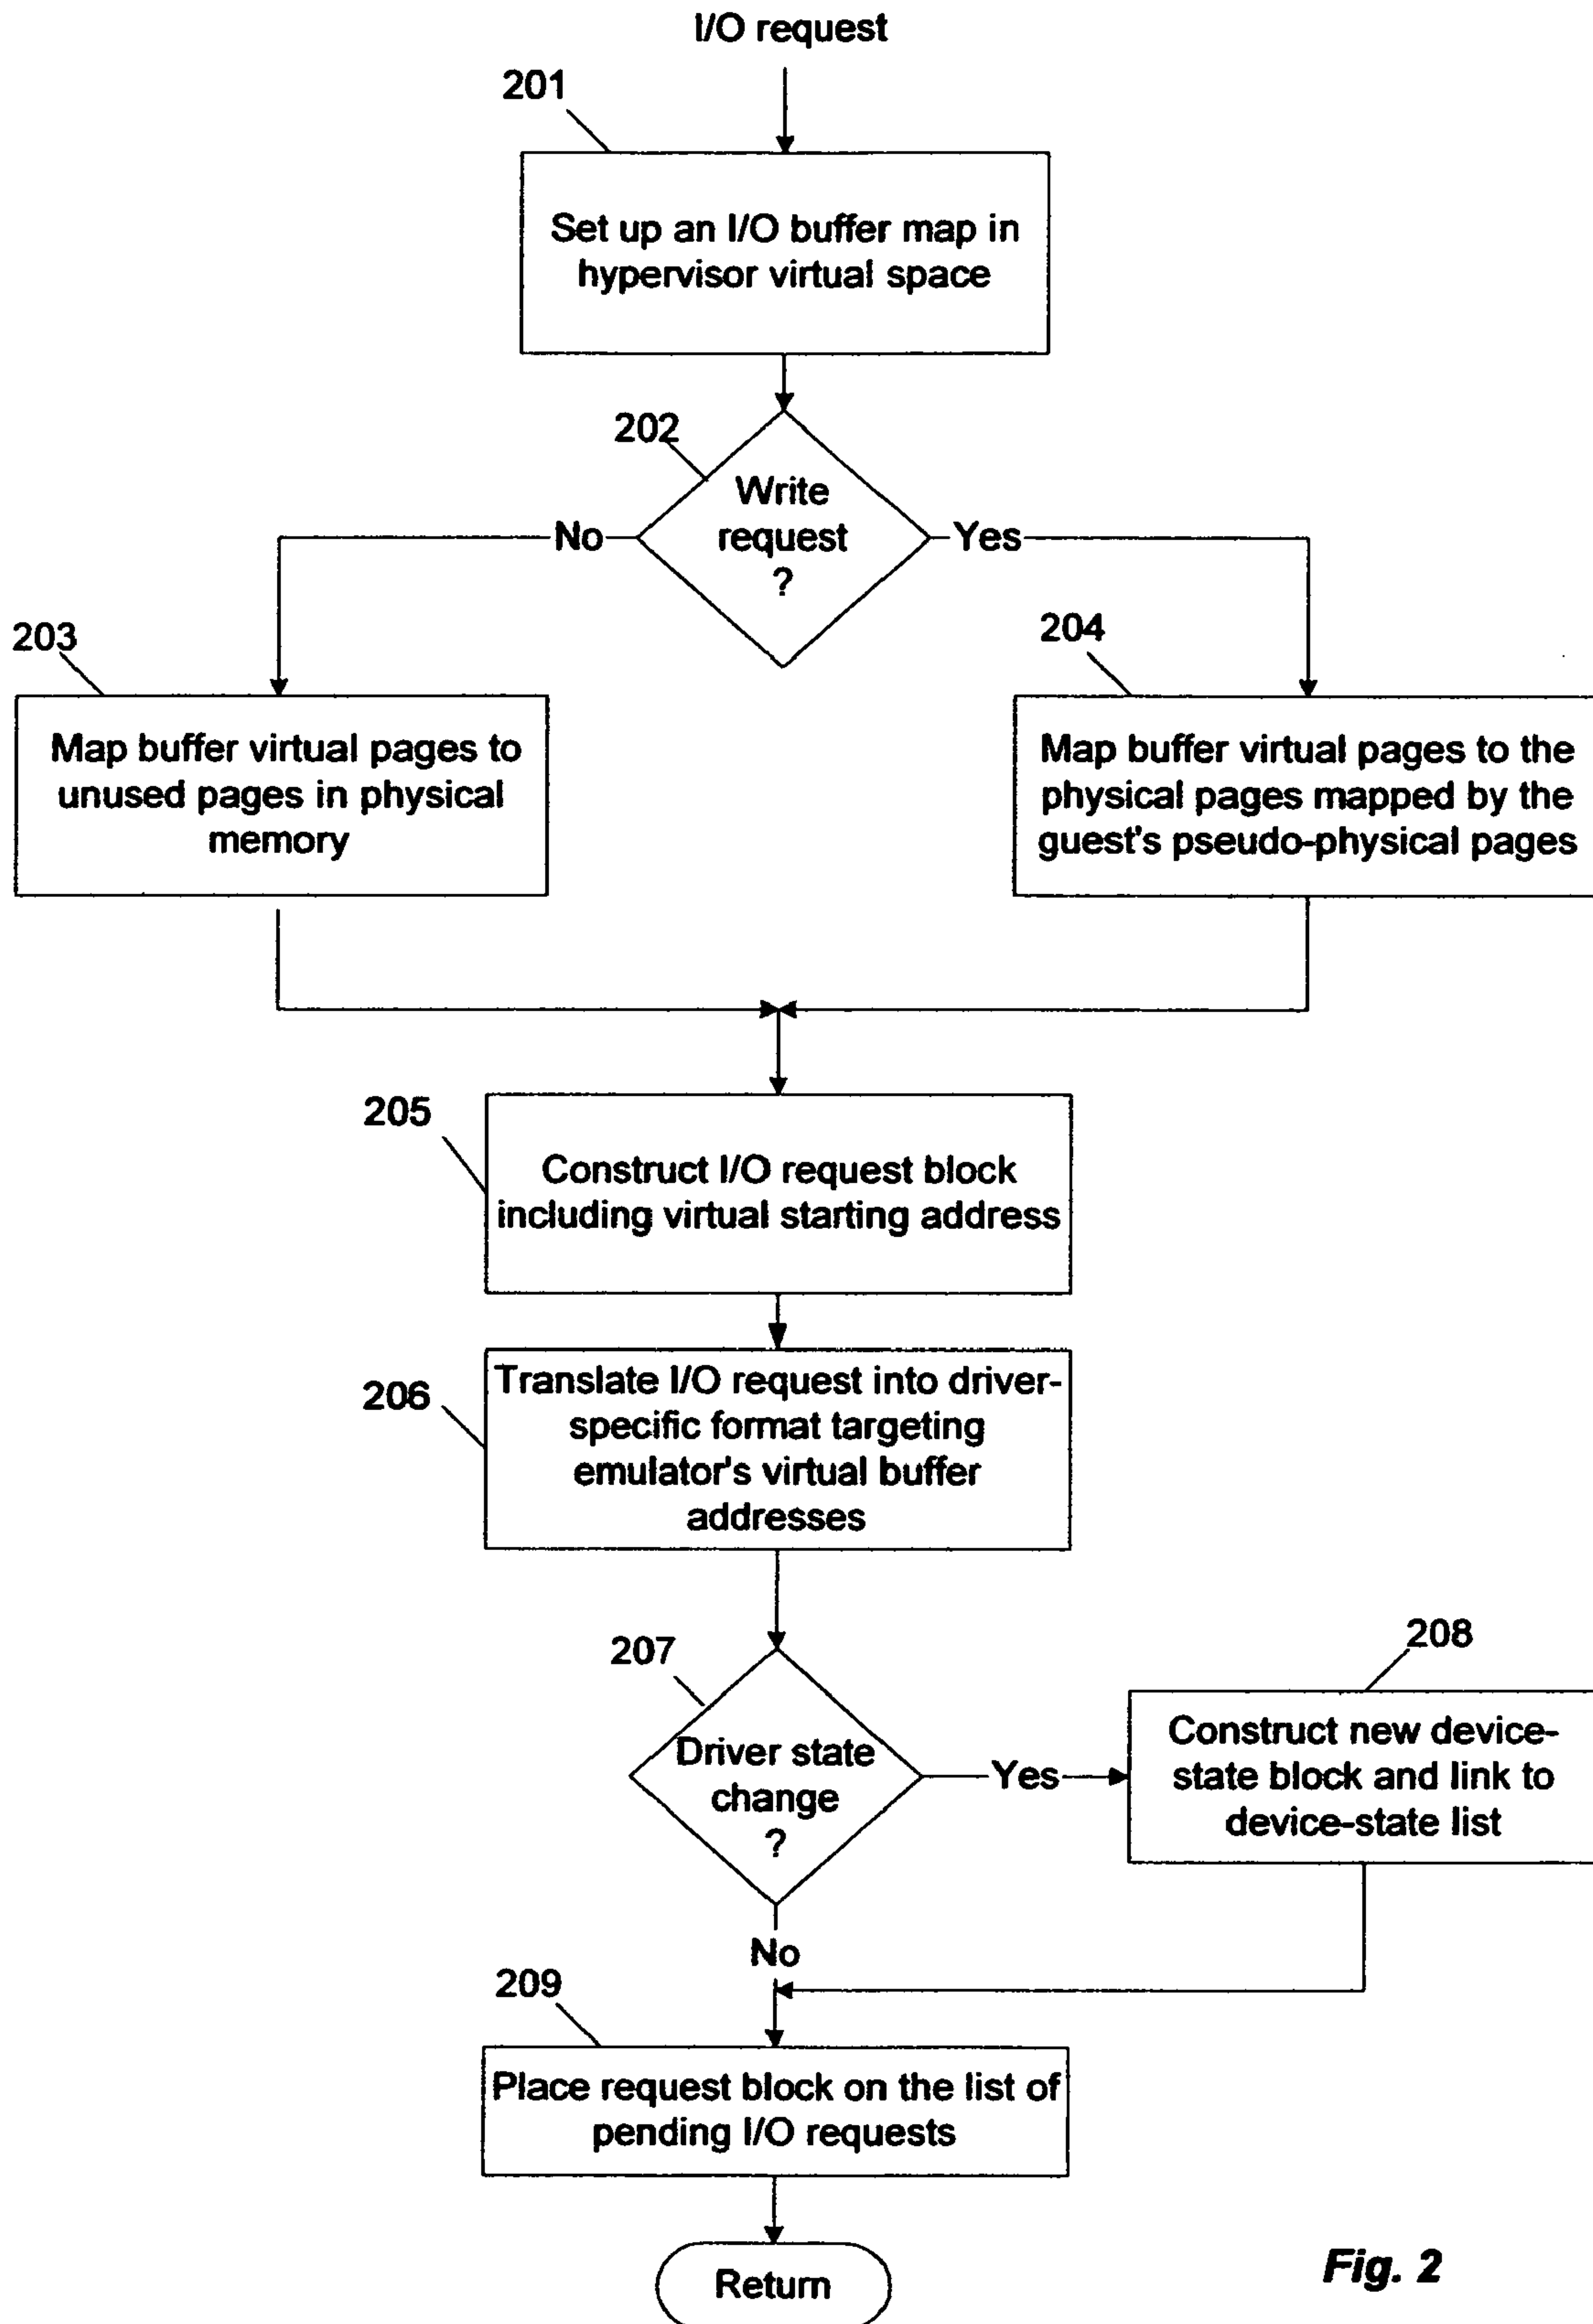 I/O request
201
Set up an I/O buffer map in
hypervisor virtual space
202
Write
request
?
No
Yes
203
204
Map buffer virtual pages to
unused pages in physical
memory
Map buffer virtual pages to the
physical pages mapped by the
guest's pseudo-physical pages
205
Construct I/O request block
including virtual starting address
206
Translate I/O request into driver-
specific format targeting
emulator's virtual buffer
addresses
207
208
Driver state
change
?
Yes
Construct new device-
state block and link to
device-state list
No
209
Place request block on the list of
pending I/O requests
Return
Fig. 2